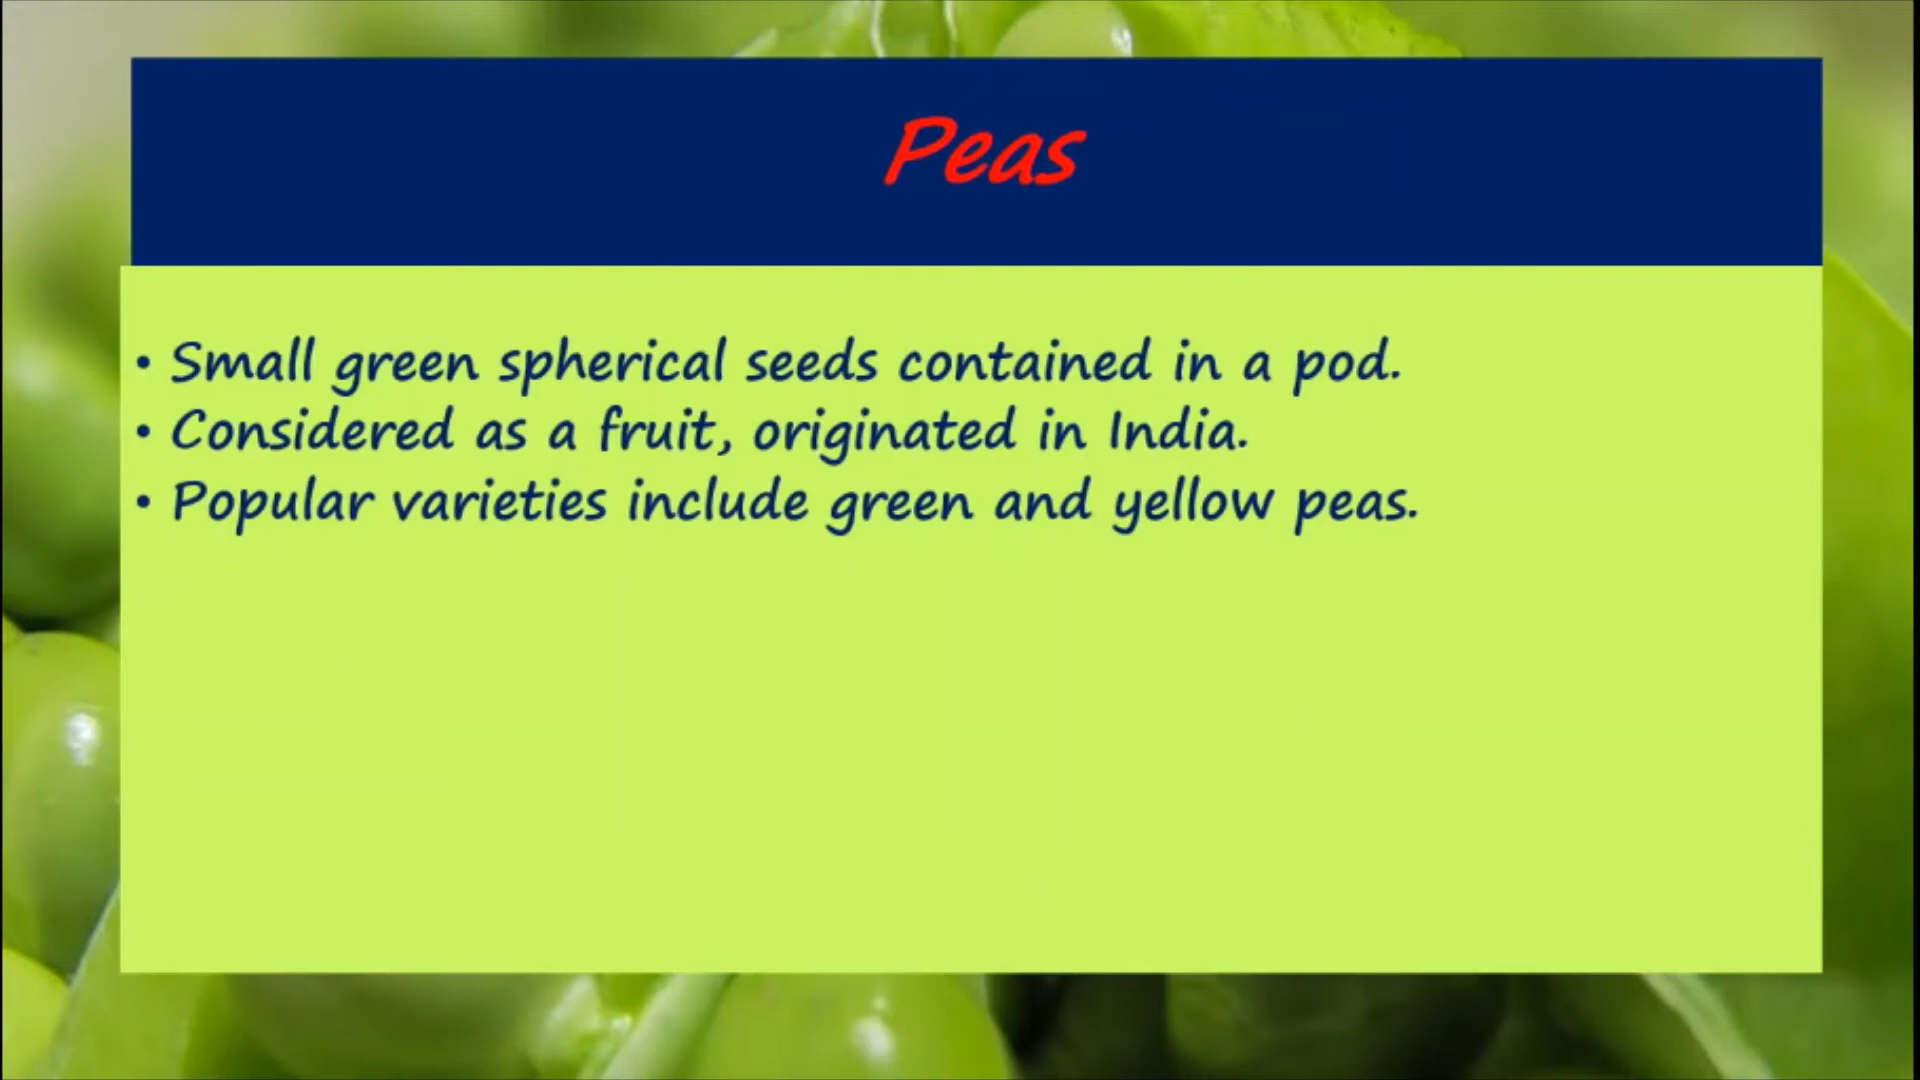 Peas
• Small green spherical seeds contained in a pod.
• Considered as a fruit, originated in India.
• Popular varieties include green and yellow peas.